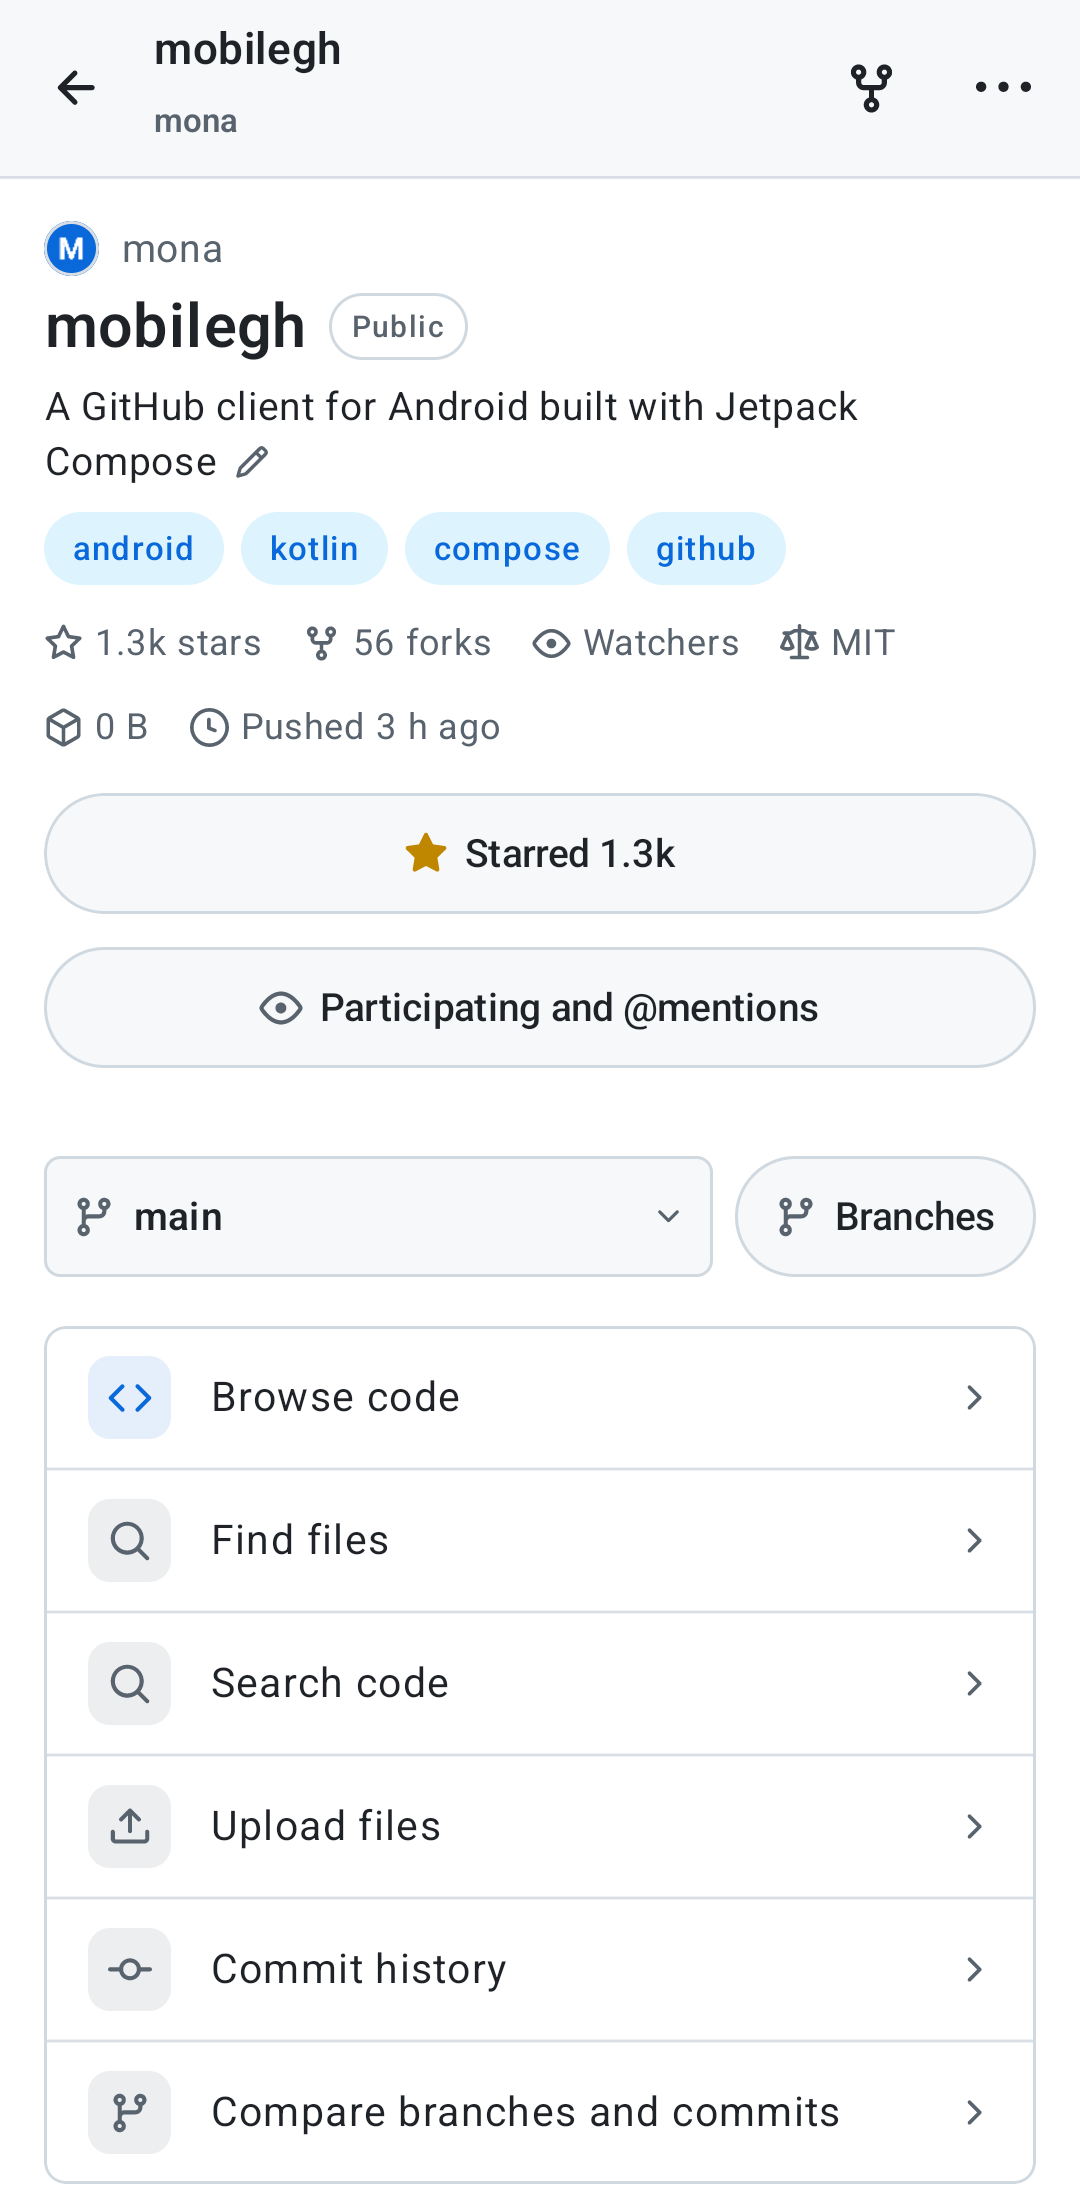 mobilegh
mona
M mona
mobilegh Public
A GitHub client for Android built with Jetpack
Compose
android kotlin compose github
1.3k stars 56 forks Watchers MIT
0 B Pushed 3 h ago
Starred 1.3k
Participating and @mentions
main Branches
Browse code
Find files
Search code
Upload files
Commit history
Compare branches and commits